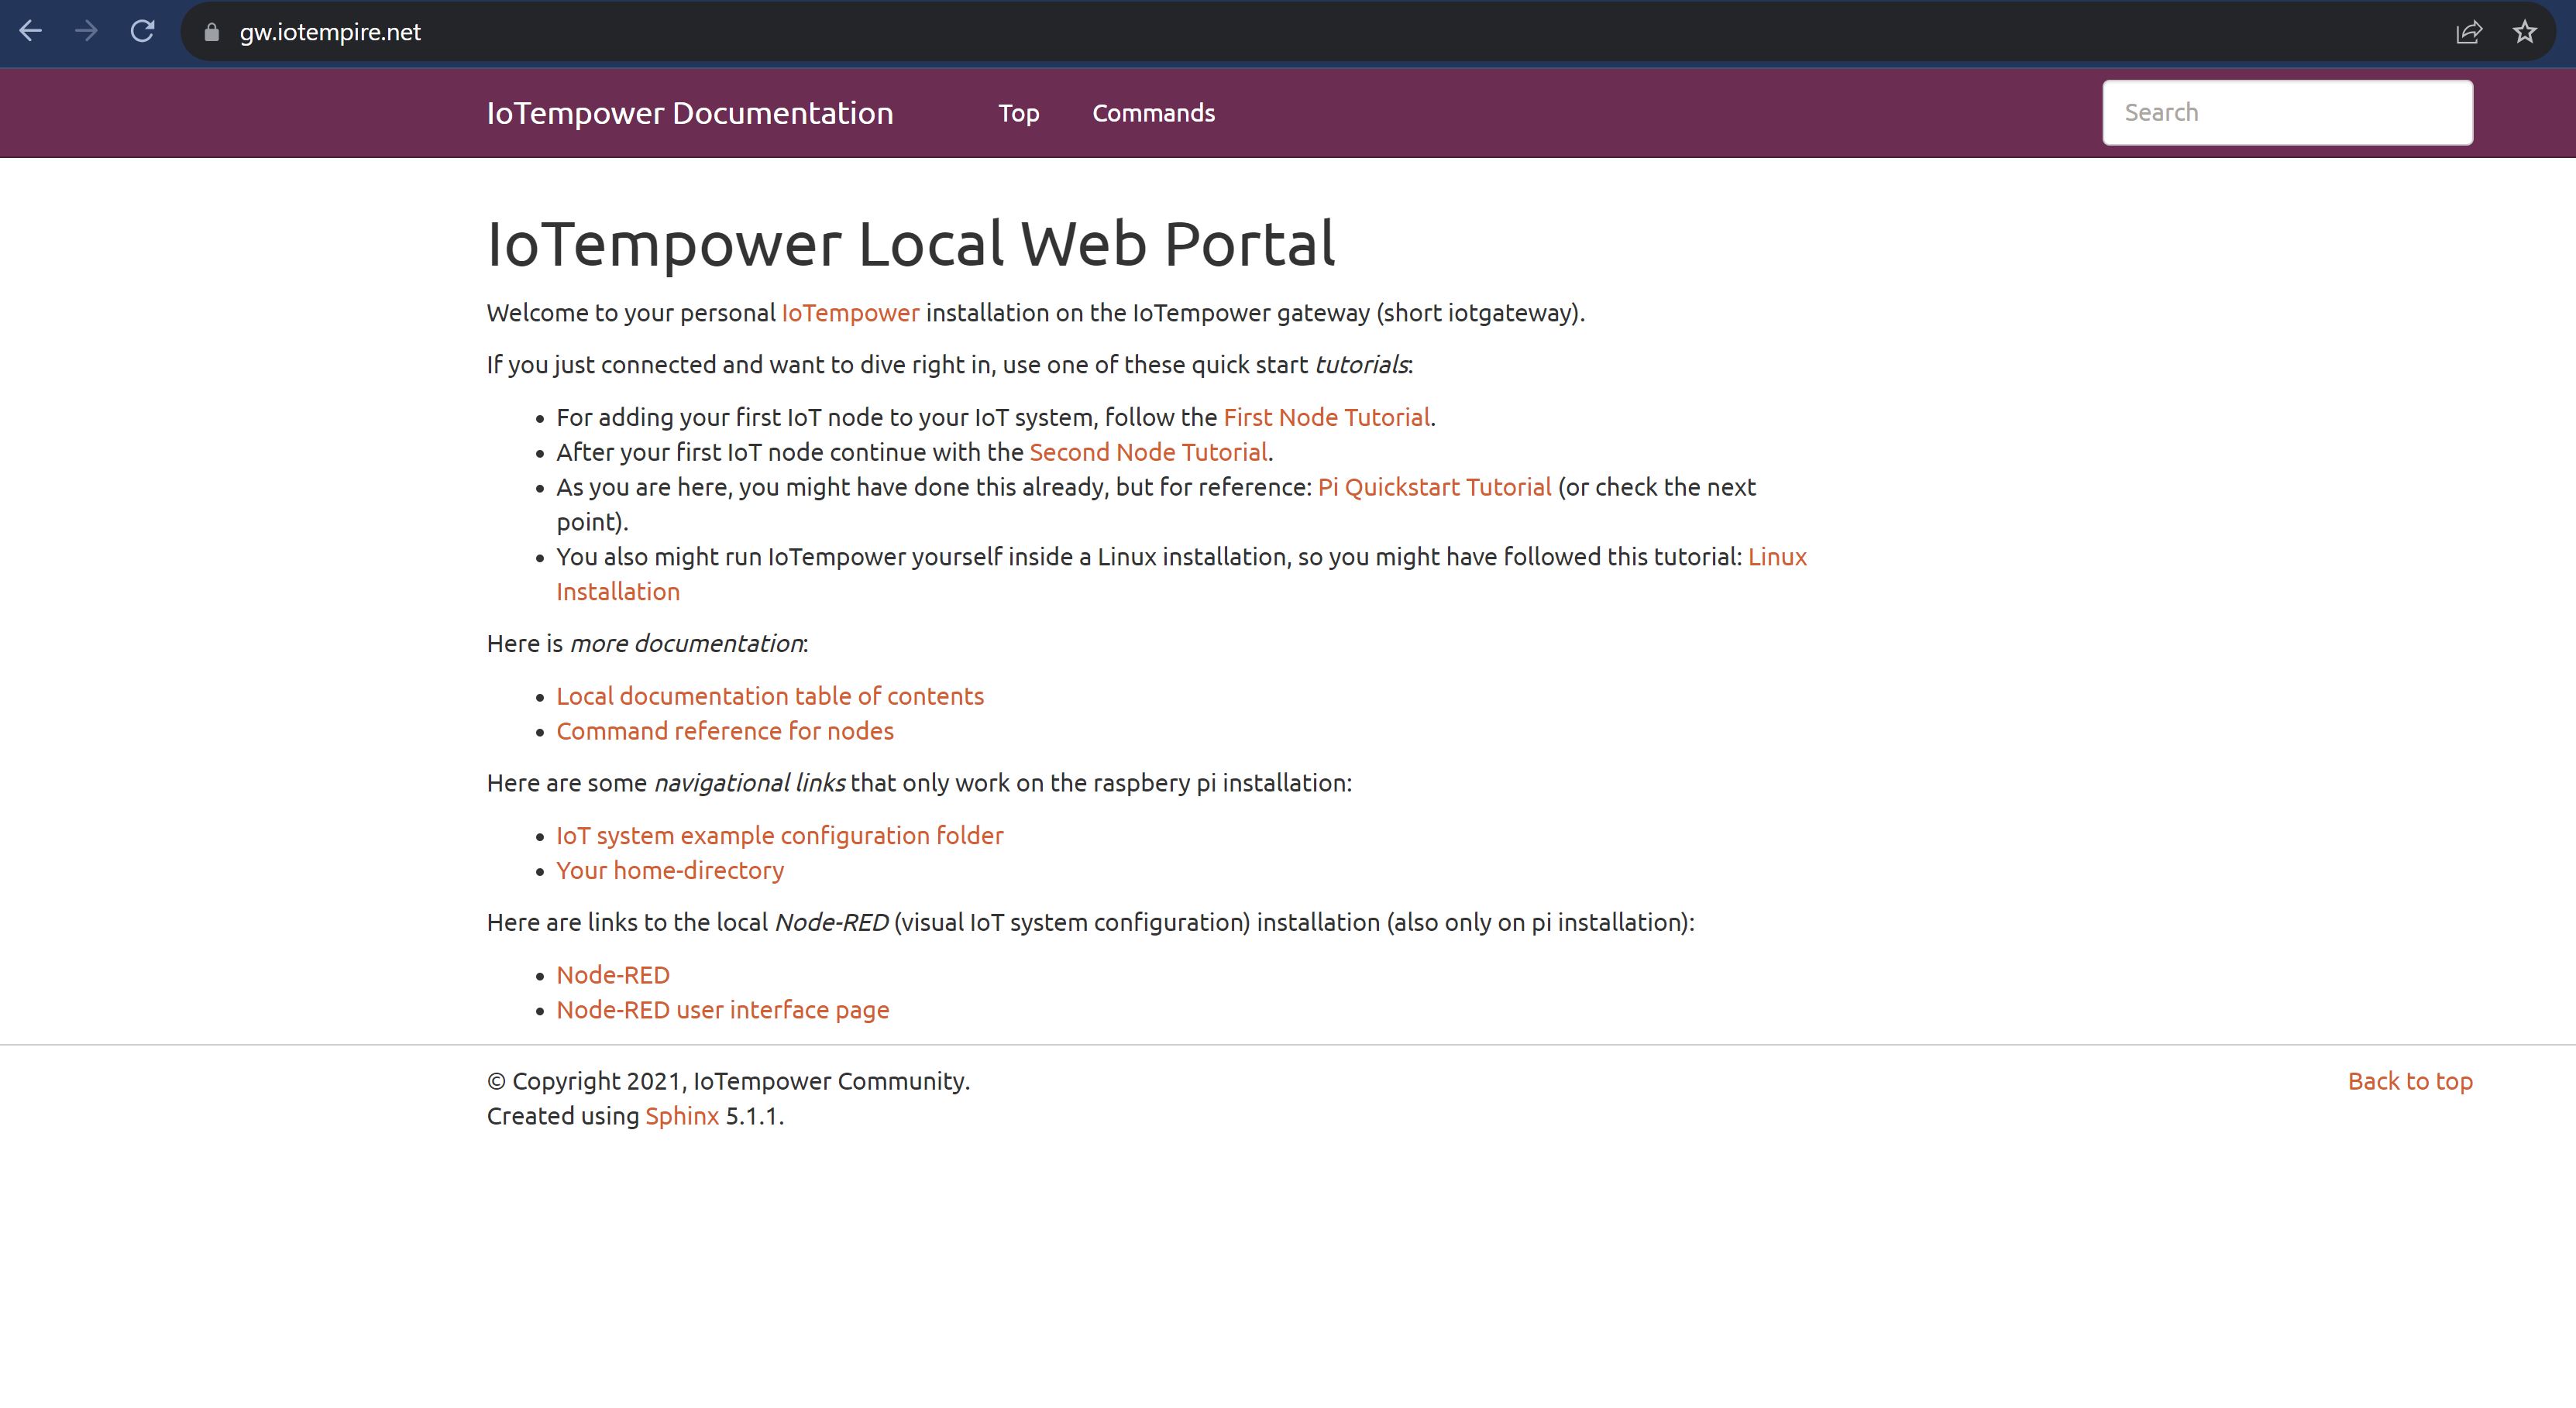 gw.iotempire.net
IoTempower Documentation Top Commands Search
IoTempower Local Web Portal
Welcome to your personal IoTempower installation on the IoTempower gateway (short iotgateway).
If you just connected and want to dive right in, use one of these quick start tutorials:
• For adding your first IoT node to your IoT system, follow the First Node Tutorial.
• After your first IoT node continue with the Second Node Tutorial.
• As you are here, you might have done this already, but for reference: Pi Quickstart Tutorial (or check the next
point).
• You also might run IoTempower yourself inside a Linux installation, so you might have followed this tutorial: Linux
Installation
Here is more documentation:
• Local documentation table of contents
• Command reference for nodes
Here are some navigational links that only work on the raspbery pi installation:
• IoT system example configuration folder
• Your home-directory
Here are links to the local Node-RED (visual IoT system configuration) installation (also only on pi installation):
• Node-RED
• Node-RED user interface page
© Copyright 2021, IoTempower Community. Back to top
Created using Sphinx 5.1.1.